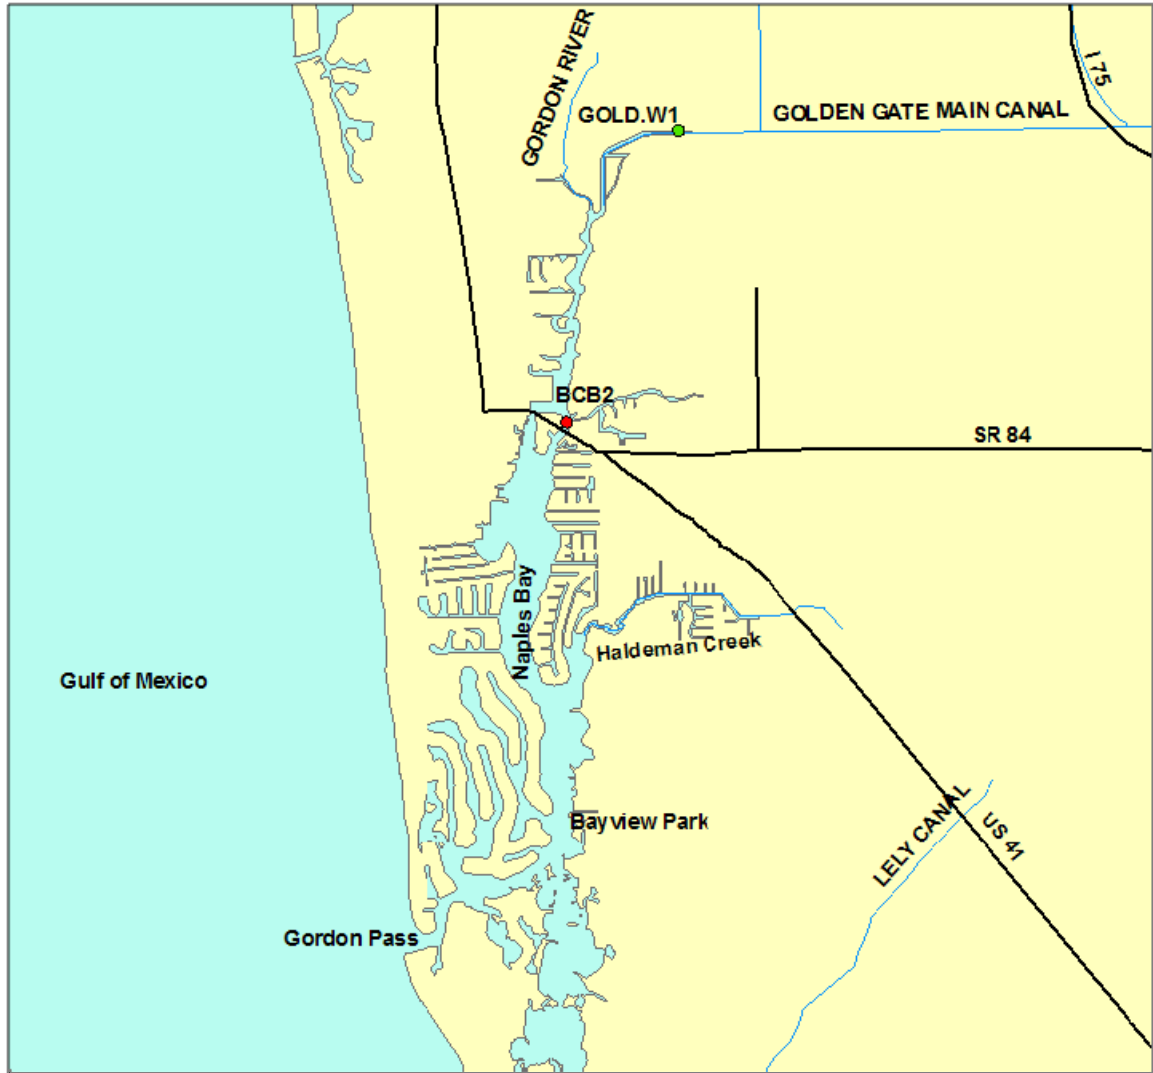 GORDON RIVER
I 75
GOLD.W1
GOLDEN GATE MAIN CANAL
BCB2
SR 84
Naples Bay
Haldeman Creek
Gulf of Mexico
Bayview Park
LELY CANAL
US 41
Gordon Pass